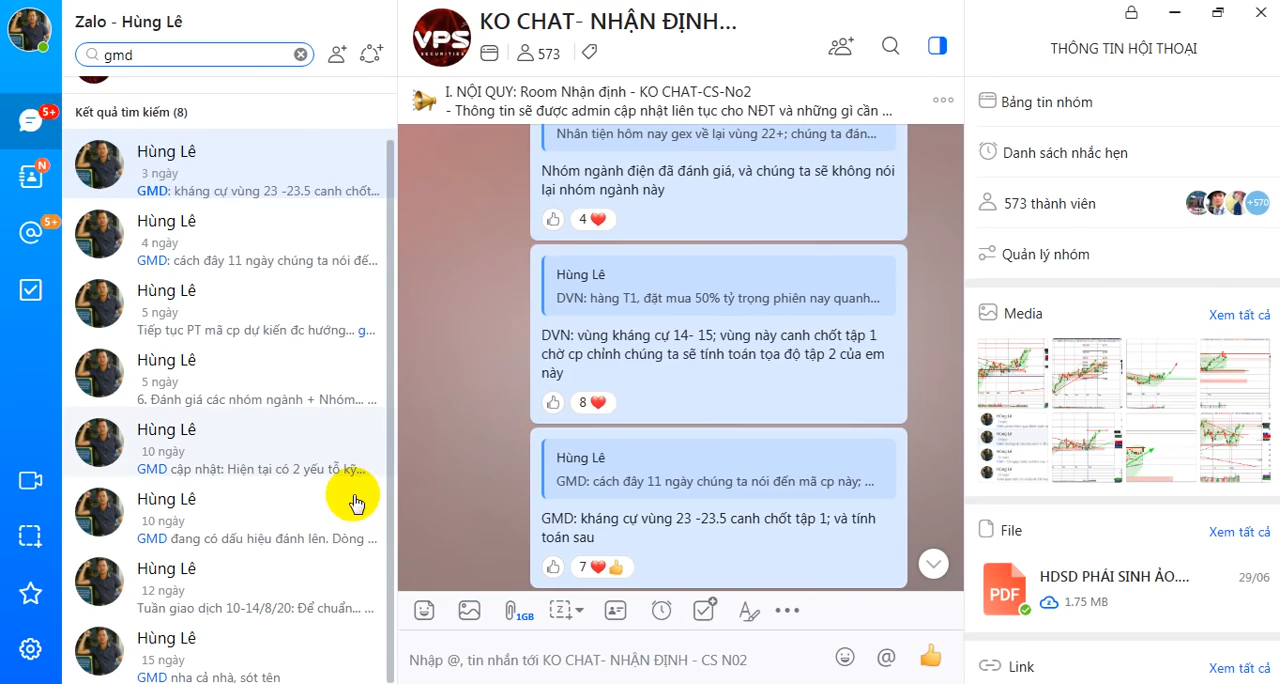 Zalo - Hùng Lê
gmd
5+
N
5+
Kết quả tìm kiếm (8)
Hùng Lê
3 ngày
GMD: kháng cự vùng 23 -23.5 canh chốt...
Hùng Lê
4 ngày
GMD: cách đây 11 ngày chúng ta nói đế...
Hùng Lê
5 ngày
Tiếp tục PT mã cp dự kiến đc hướng... g...
Hùng Lê
5 ngày
6. Đánh giá các nhóm ngành + Nhóm... ...
Hùng Lê
10 ngày
GMD cập nhật: Hiện tại có 2 yếu tố kỹ...
Hùng Lê
10 ngày
GMD đang có dấu hiệu đánh lên. Dòng ...
Hùng Lê
12 ngày
Tuần giao dịch 10-14/8/20: Để chuẩn... ...
Hùng Lê
15 ngày
GMD nha cả nhà, sót tên
VPS
SECURITIES
KO CHAT- NHẬN ĐỊNH...
573
I. NỘI QUY: Room Nhận định - KO CHAT-CS-No2
- Thông tin sẽ được admin cập nhật liên tục cho NĐT và những gì cần ...
Nhân tiện hôm nay gex về lại vùng 22+; chúng ta đán...
Nhóm ngành điện đã đánh giá, và chúng ta sẽ không nói
lại nhóm ngành này
4
Hùng Lê
DVN: hàng T1, đặt mua 50% tỷ trọng phiên nay quanh...
DVN: vùng kháng cự 14- 15; vùng này canh chốt tập 1
chờ cp chỉnh chúng ta sẽ tính toán tọa độ tập 2 của em
này
8
Hùng Lê
GMD: cách đây 11 ngày chúng ta nói đến mã cp này; ...
GMD: kháng cự vùng 23 -23.5 canh chốt tập 1; và tính
toán sau
7
1GB
Nhập @, tin nhắn tới KO CHAT- NHẬN ĐỊNH - CS N02
THÔNG TIN HỘI THOẠI
Bảng tin nhóm
Danh sách nhắc hẹn
573 thành viên
+570
Quản lý nhóm
Media
Xem tất cả
File
Xem tất cả
PDF
HDSD PHÁI SINH ẢO....
29/06
1.75 MB
Link
Xem tất cả